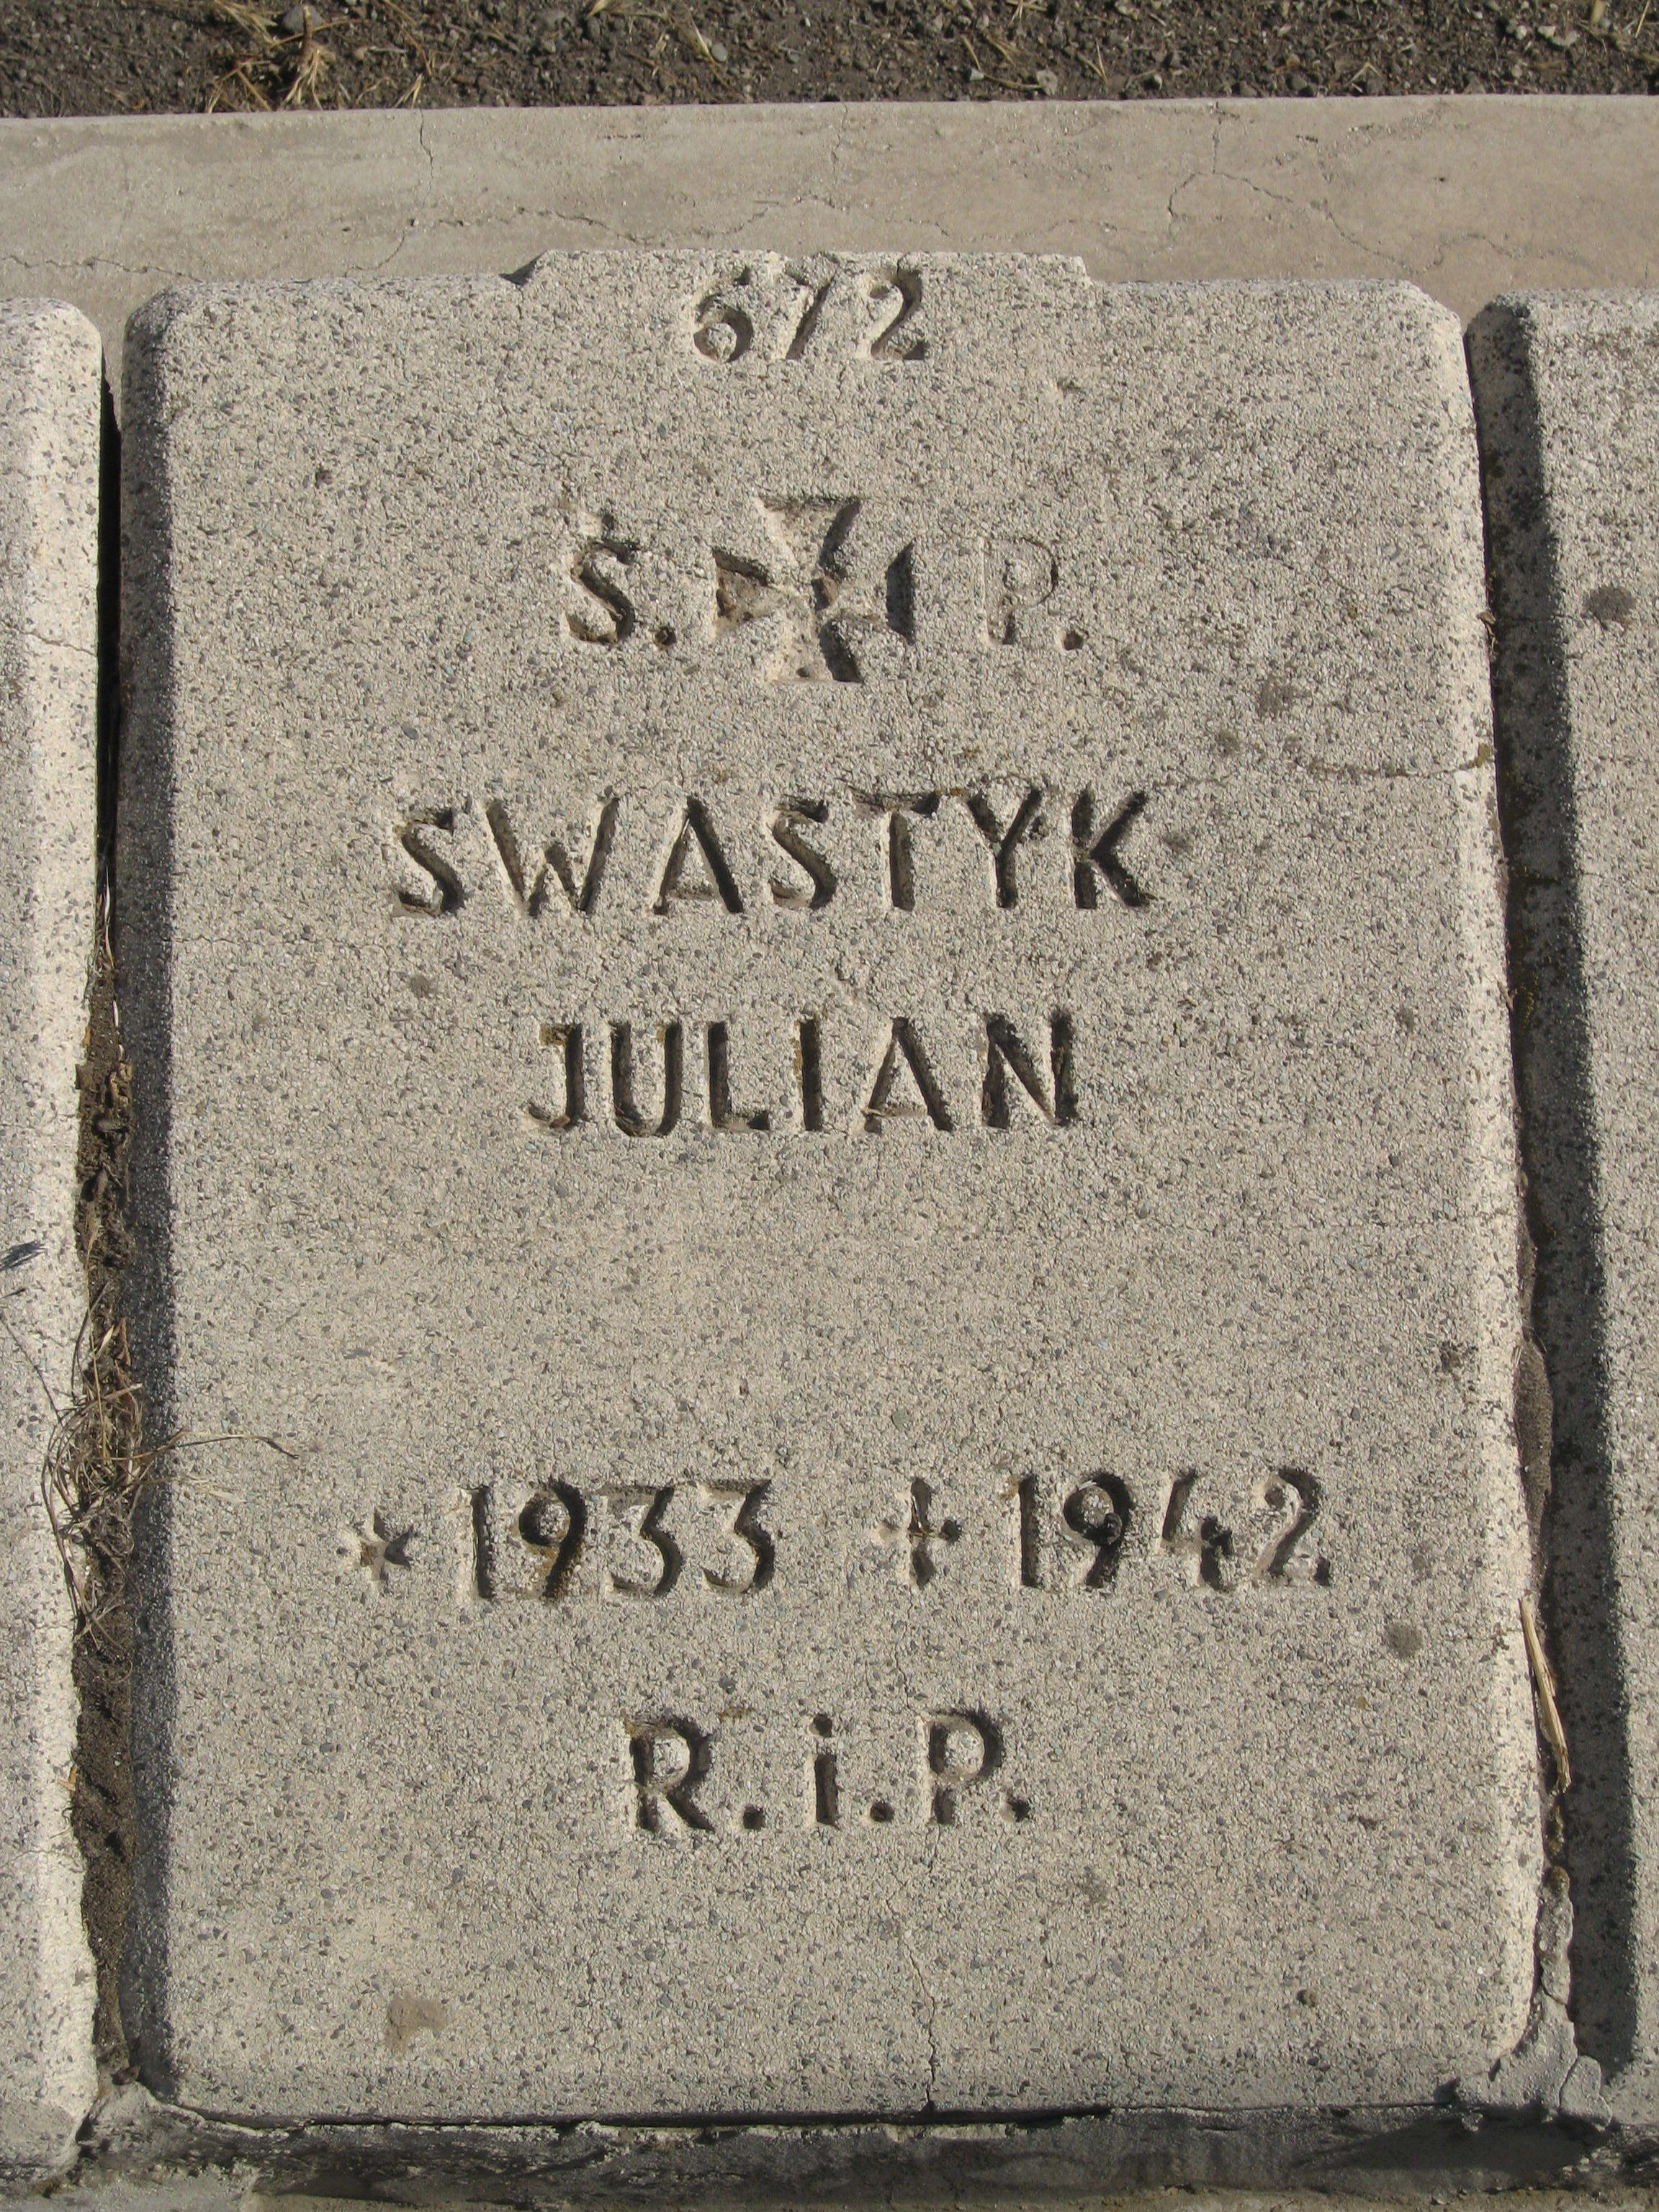 672
Ś. P.
SWASTYK
JULIAN
* 1933 + 1942
R.i.P.